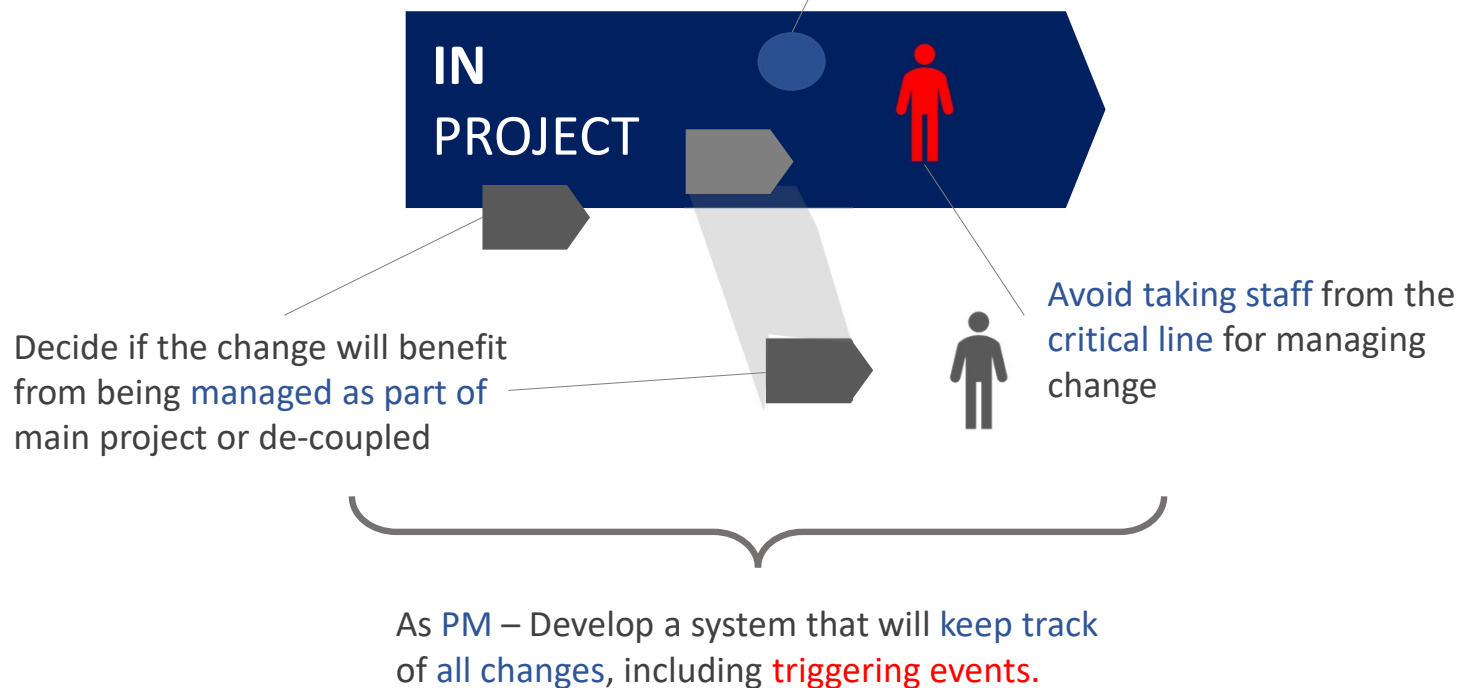 IN
PROJECT
Decide if the change will benefit
from being managed as part of
main project or de-coupled
Avoid taking staff from the
critical line for managing
change
As PM – Develop a system that will keep track
of all changes, including triggering events.